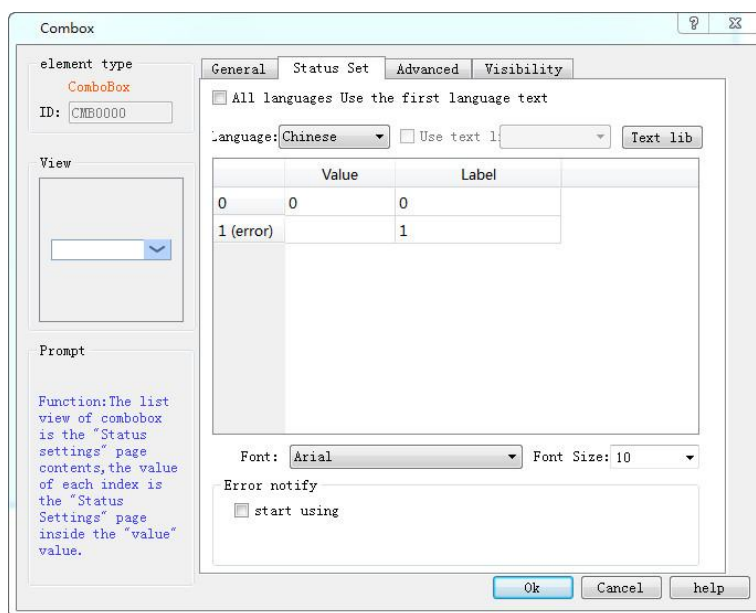 Combox
element type
ComboBox
ID: CMB0000
View
Prompt
Function:The list
view of combobox
is the "Status
settings" page
contents,the value
of each index is
the "Status
Settings" page
inside the "value"
value.
General Status Set Advanced Visibility
All languages Use the first language text
Language: Chinese Use text l Text lib
Value Label
0 0 0
1 (error) 1
Font: Arial Font Size: 10
Error notify
start using
Ok Cancel help